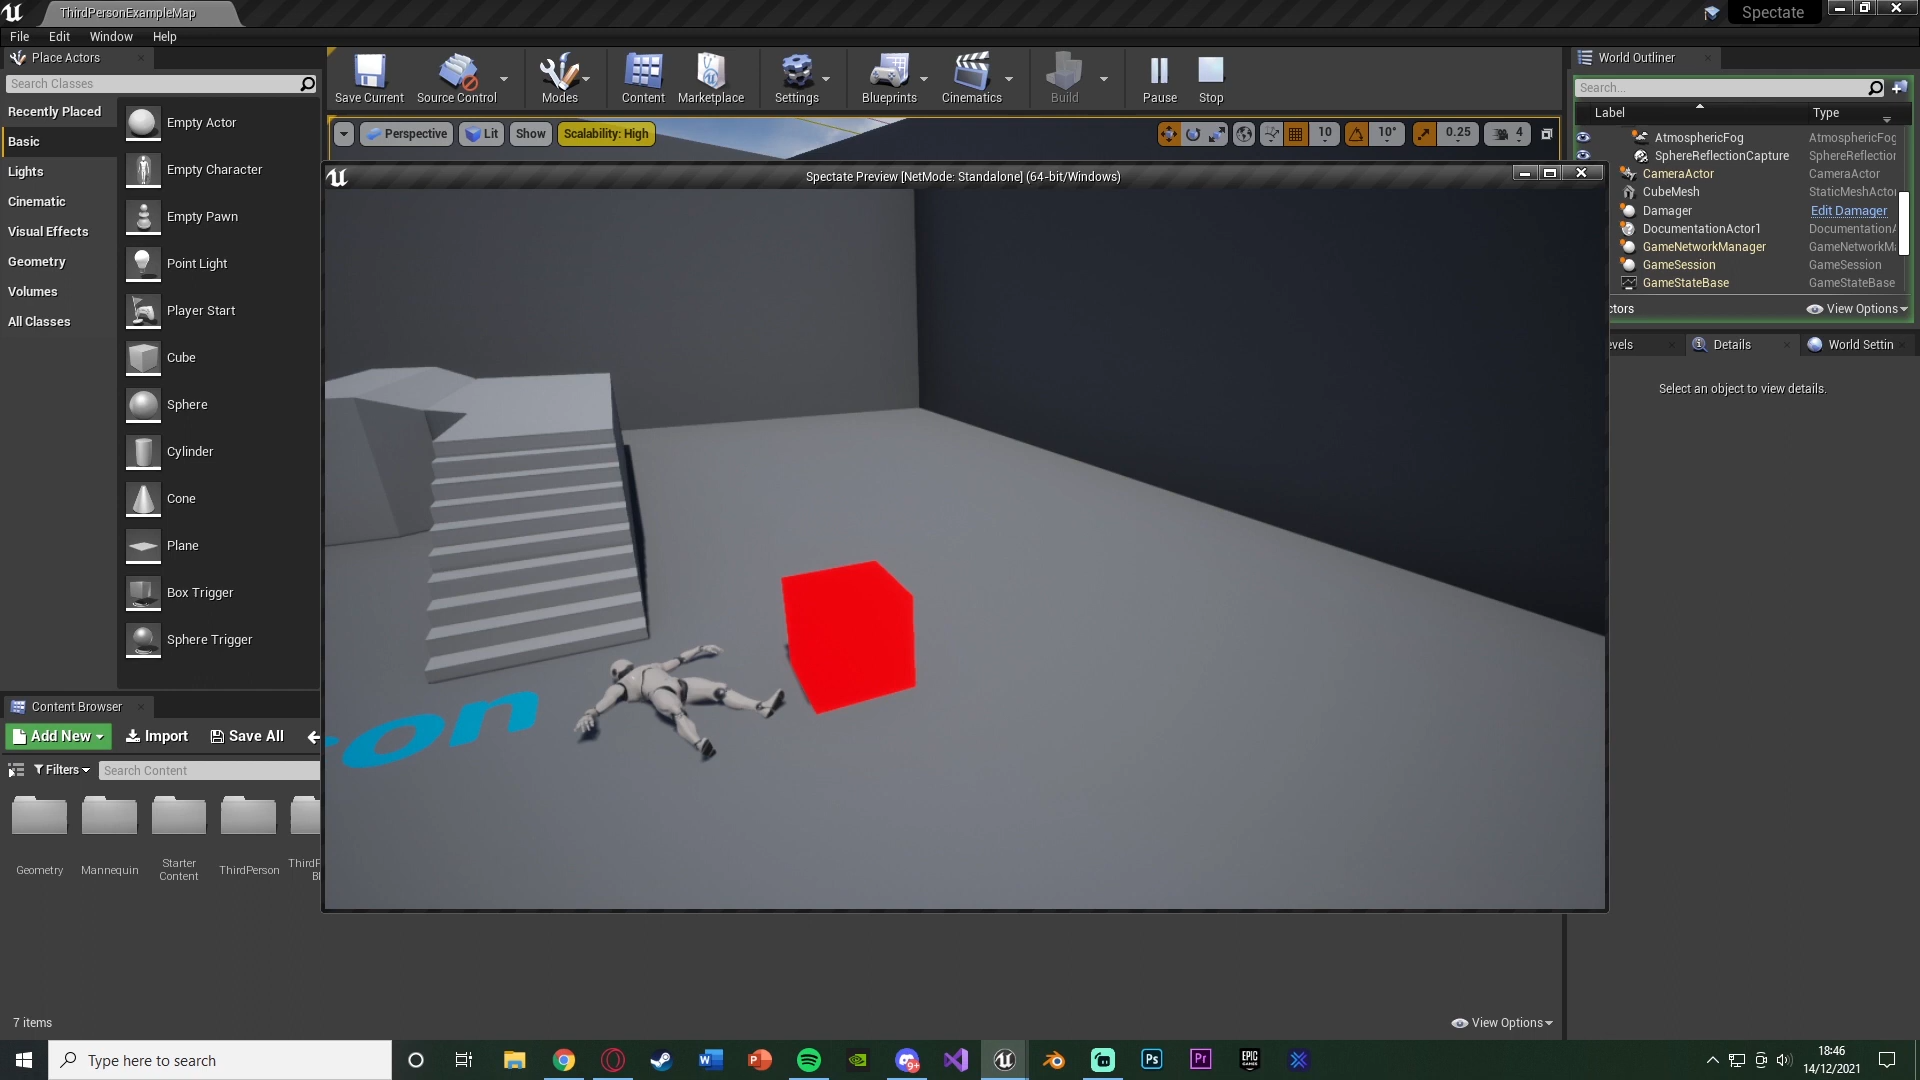 ThirdPersonExampleMap
Spectate
File Edit Window Help
Place Actors
Search Classes
Recently Placed
Basic
Lights
Cinematic
Visual Effects
Geometry
Volumes
All Classes
Empty Actor
Empty Character
Empty Pawn
Point Light
Player Start
Cube
Sphere
Cylinder
Cone
Plane
Box Trigger
Sphere Trigger
Save Current Source Control Modes Content Marketplace Settings Blueprints Cinematics Build Pause Stop
Perspective Lit Show Scalability: High 10 10° 0.25 4
Spectate Preview [NetMode: Standalone] (64-bit/Windows)
on
World Outliner
Search...
Label Type
AtmosphericFog AtmosphericFog
SphereReflectionCapture SphereReflection
CameraActor CameraActor
CubeMesh StaticMeshActor
Damager Edit Damager
DocumentationActor1 DocumentationA
GameNetworkManager GameNetworkMa
GameSession GameSession
GameStateBase GameStateBase
ctors View Options
evels Details World Settin
Select an object to view details.
Content Browser
Add New Import Save All
Filters Search Content
Geometry
Mannequin
Starter
Content
ThirdPerson
ThirdP
Bl
7 items View Options
Type here to search
9+
Ps
Pr
EPIC
GAMES
18:46
14/12/2021